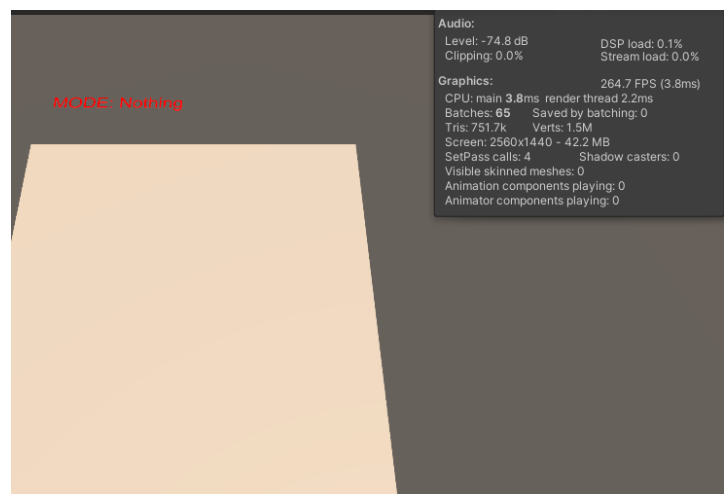 Audio:
Level: -74.8 dB DSP load: 0.1%
Clipping: 0.0% Stream load: 0.0%
Graphics: 264.7 FPS (3.8ms)
CPU: main 3.8ms render thread 2.2ms
Batches: 65 Saved by batching: 0
Tris: 751.7k Verts: 1.5M
Screen: 2560x1440 - 42.2 MB
SetPass calls: 4 Shadow casters: 0
Visible skinned meshes: 0
Animation components playing: 0
Animator components playing: 0
MODE: Nothing